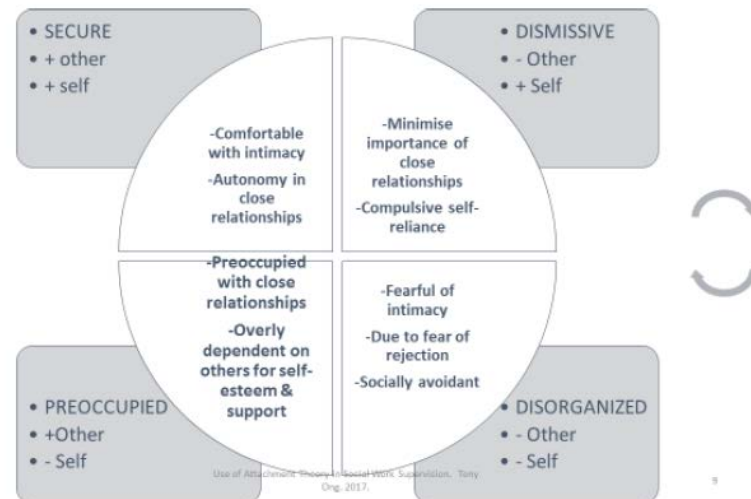 • SECURE
• + other
• + self
• DISMISSIVE
• - Other
• + Self
-Comfortable
with intimacy
-Autonomy in
close
relationships
-Minimise
importance of
close
relationships
-Compulsive self-
reliance
-Preoccupied
with close
relationships
-Overly
dependent on
others for self-
esteem &
support
-Fearful of
intimacy
-Due to fear of
rejection
-Socially avoidant
• PREOCCUPIED
• +Other
• - Self
• DISORGANIZED
• - Other
• - Self
Use of Attachment Theory in Social Work Supervision. Tony
Ong. 2017.
9